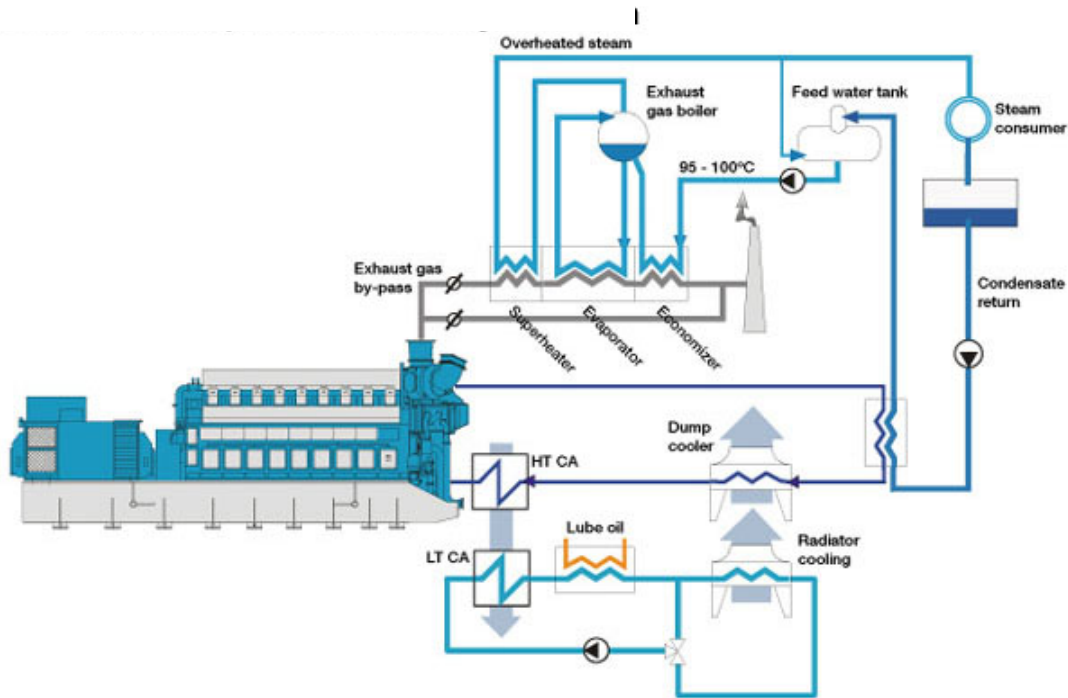 Overheated steam
Exhaust
gas boiler
Feed water tank
Steam
consumer
95 - 100ºC
Exhaust gas
by-pass
Superheater
Evaporator
Economizer
Condensate
return
Dump
cooler
HT CA
Lube oil
LT CA
Radiator
cooling